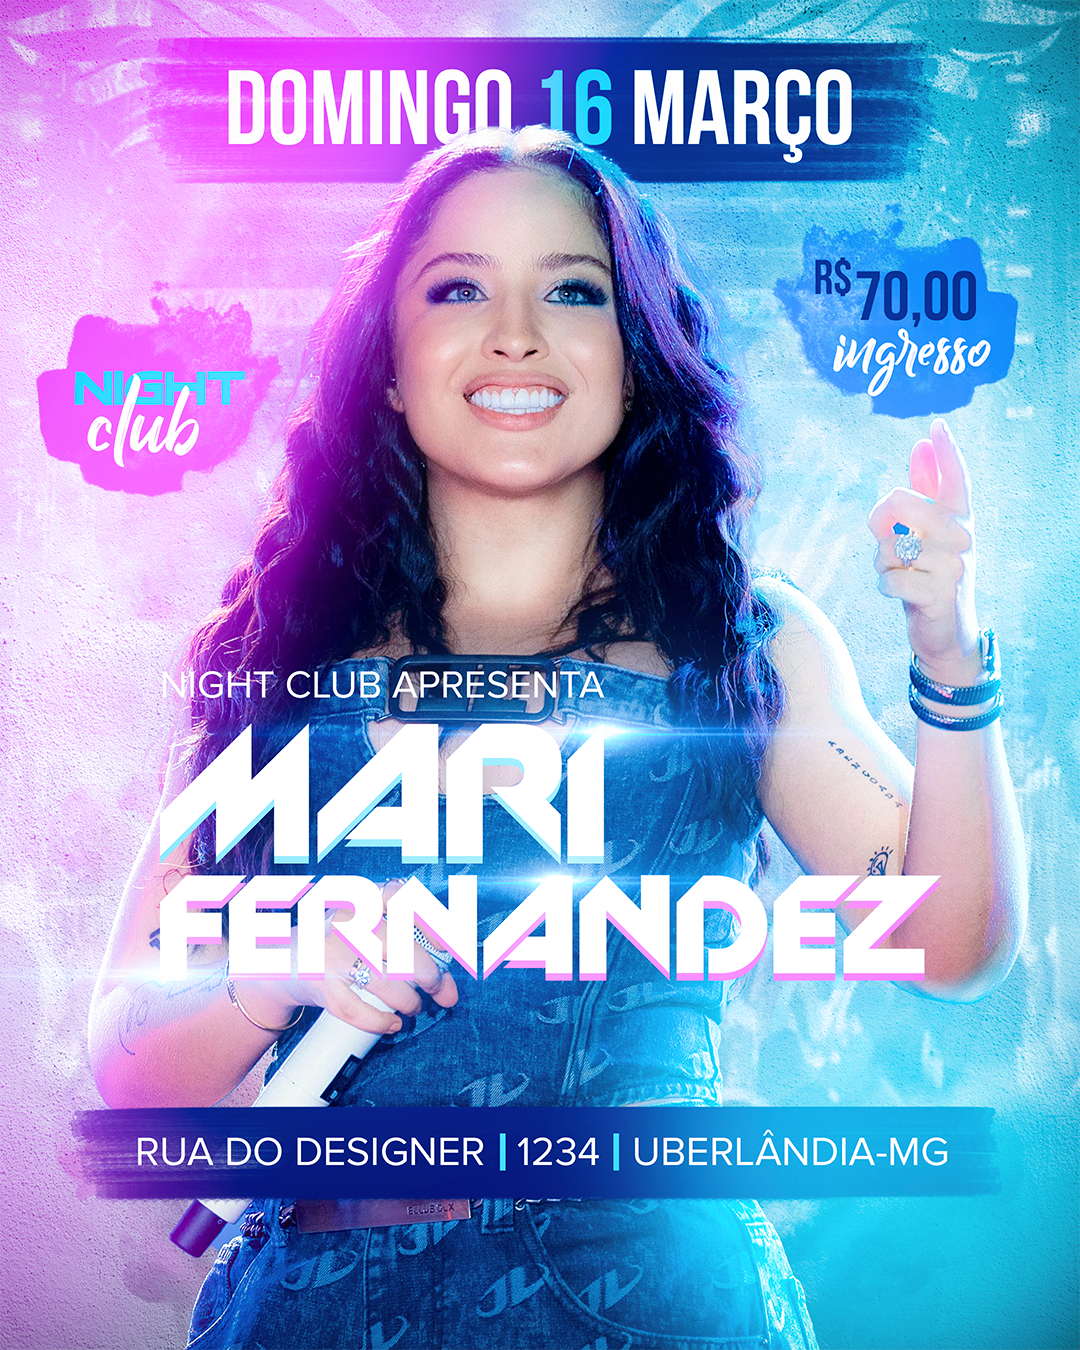 DOMINGO 16 MARÇO
R$ 70,00
ingresso
NIGHT
club
NIGHT CLUB APRESENTA
MARI
FERNANDEZ
RUA DO DESIGNER | 1234 | UBERLÂNDIA-MG